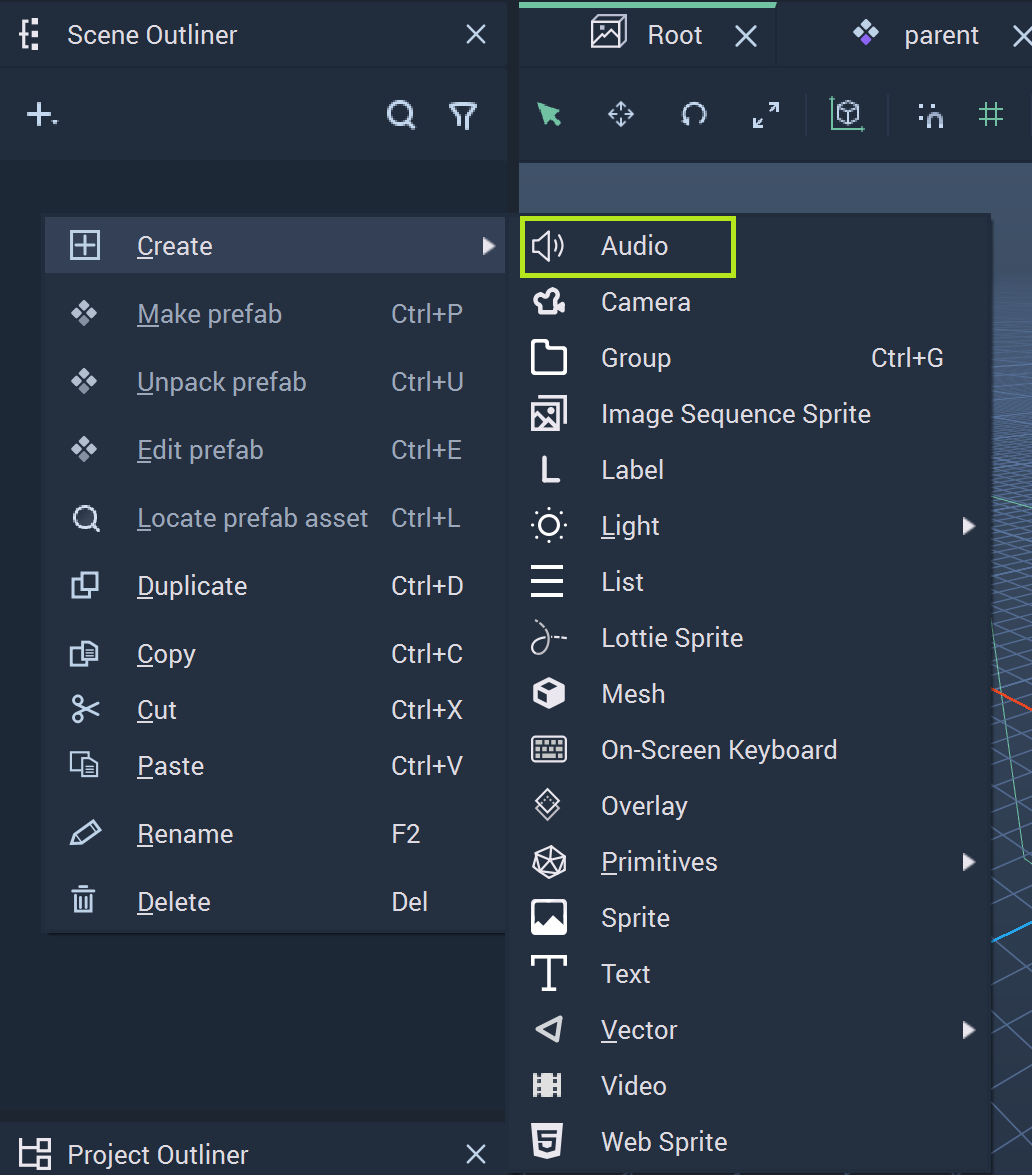 Scene Outliner
Root
parent
Create
Make prefab Ctrl+P
Unpack prefab Ctrl+U
Edit prefab Ctrl+E
Locate prefab asset Ctrl+L
Duplicate Ctrl+D
Copy Ctrl+C
Cut Ctrl+X
Paste Ctrl+V
Rename F2
Delete Del
Audio
Camera
Group Ctrl+G
Image Sequence Sprite
Label
Light
List
Lottie Sprite
Mesh
On-Screen Keyboard
Overlay
Primitives
Sprite
Text
Vector
Video
Web Sprite
Project Outliner